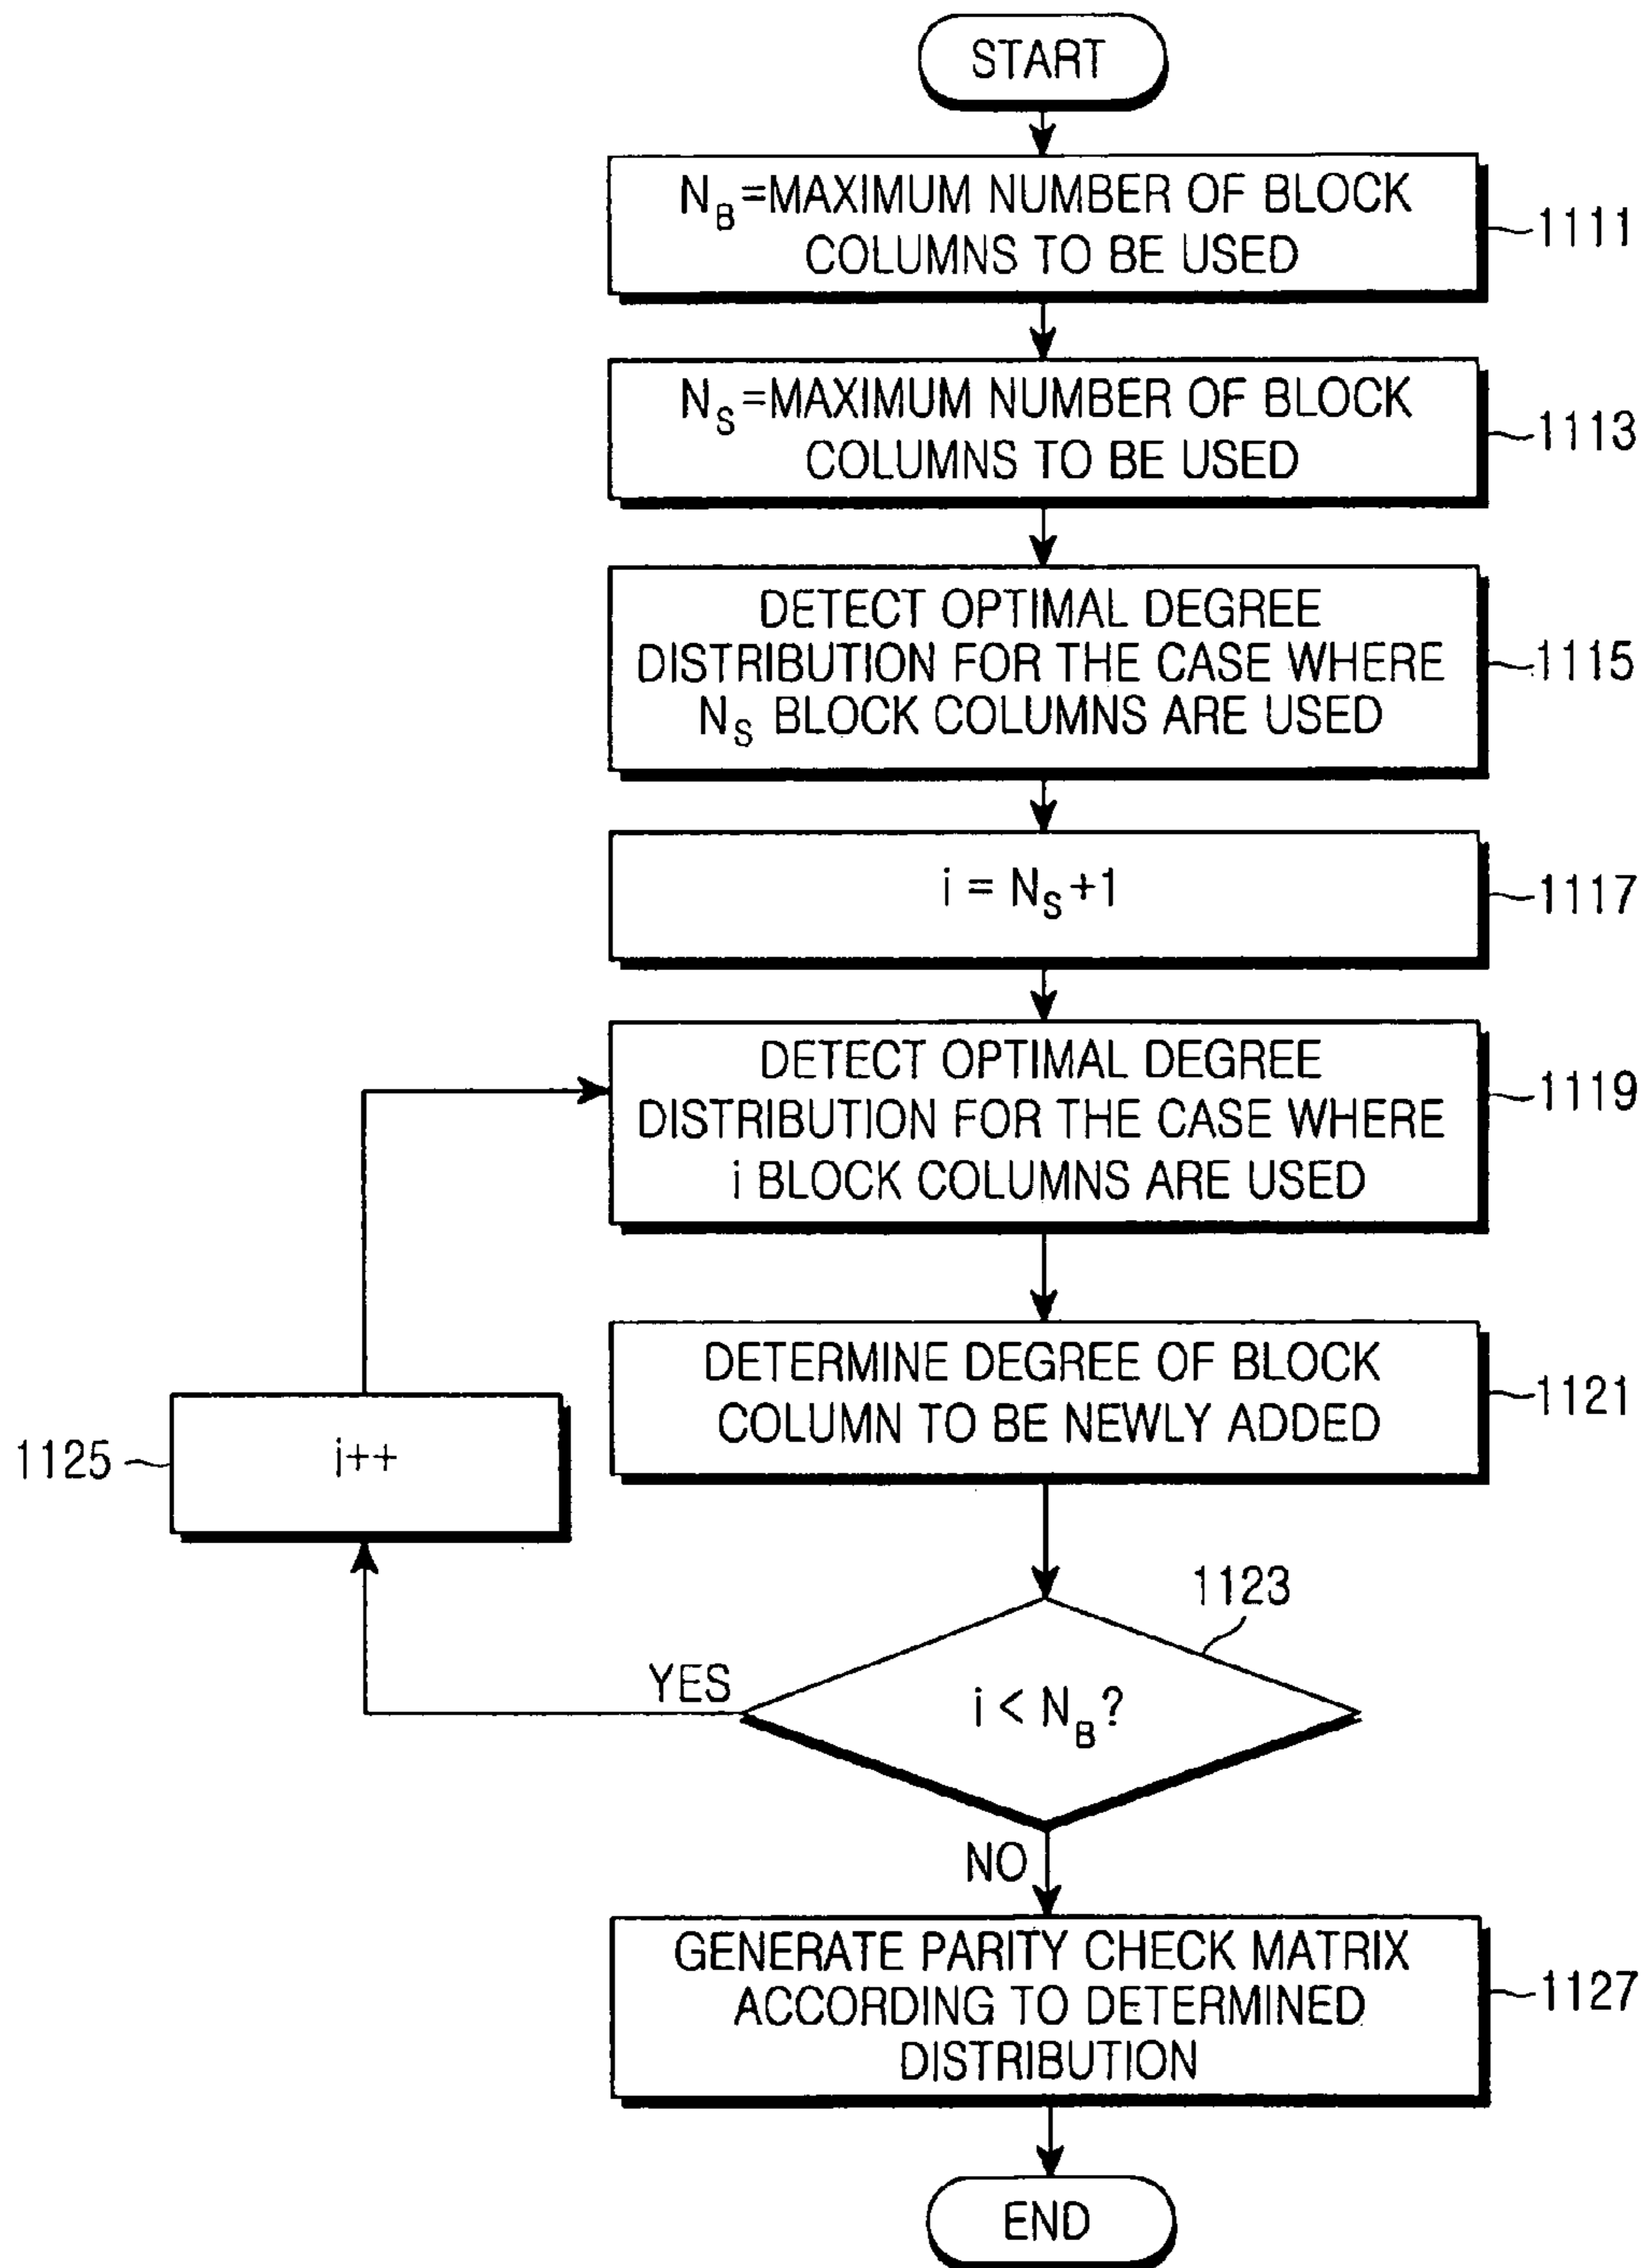 START
N_B=MAXIMUM NUMBER OF BLOCK
COLUMNS TO BE USED
1111
N_S=MAXIMUM NUMBER OF BLOCK
COLUMNS TO BE USED
1113
DETECT OPTIMAL DEGREE
DISTRIBUTION FOR THE CASE WHERE
N_S BLOCK COLUMNS ARE USED
1115
i = N_S+1
1117
DETECT OPTIMAL DEGREE
DISTRIBUTION FOR THE CASE WHERE
i BLOCK COLUMNS ARE USED
1119
DETERMINE DEGREE OF BLOCK
COLUMN TO BE NEWLY ADDED
1121
1125
i++
1123
YES
i < N_B?
NO
GENERATE PARITY CHECK MATRIX
ACCORDING TO DETERMINED
DISTRIBUTION
1127
END